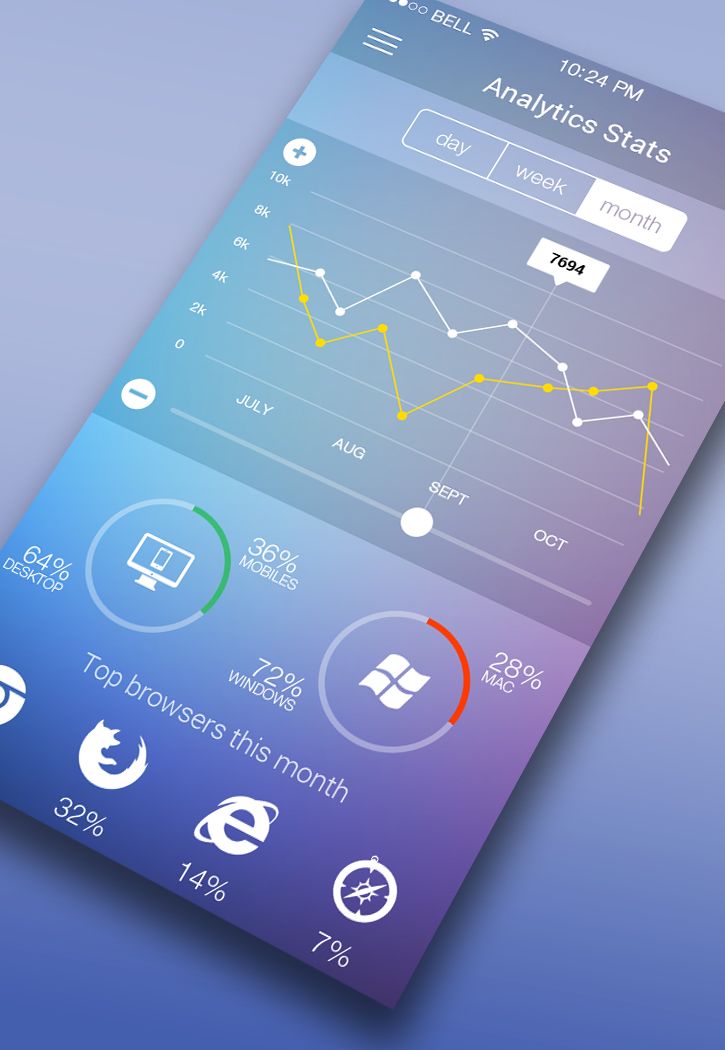 BELL
10:24 PM
Analytics Stats
day week month
10k
8k
6k
4k
2k
0
7694
JULY AUG SEPT OCT
64%
DESKTOP
36%
MOBILES
72%
WINDOWS
28%
MAC
Top browsers this month
32%
14%
7%